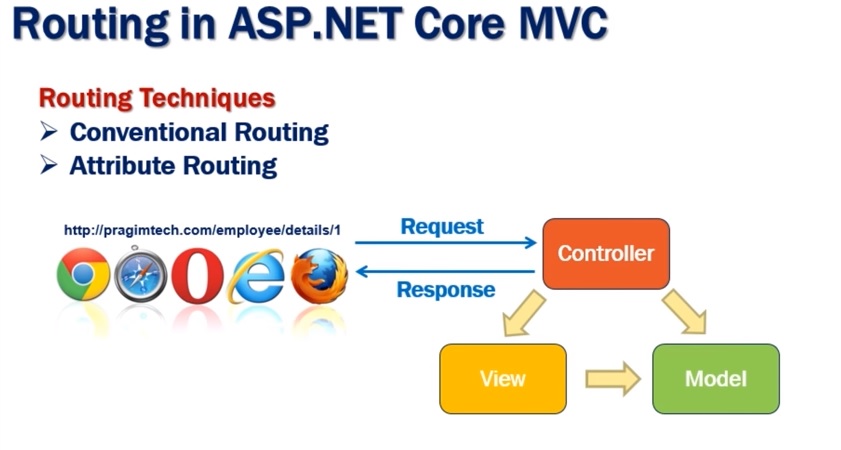 Routing in ASP.NET Core MVC
Routing Techniques
Conventional Routing
Attribute Routing
http://pragimtech.com/employee/details/1
Request
Controller
Response
View
Model